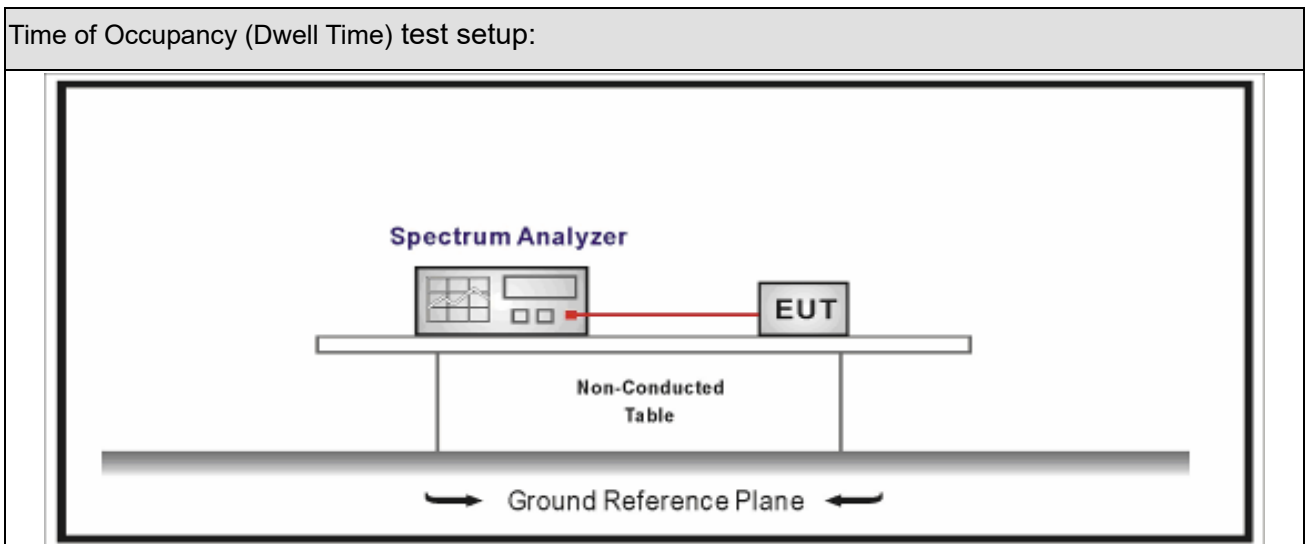 Time of Occupancy (Dwell Time) test setup:
Spectrum Analyzer
EUT
Non-Conducted
Table
Ground Reference Plane